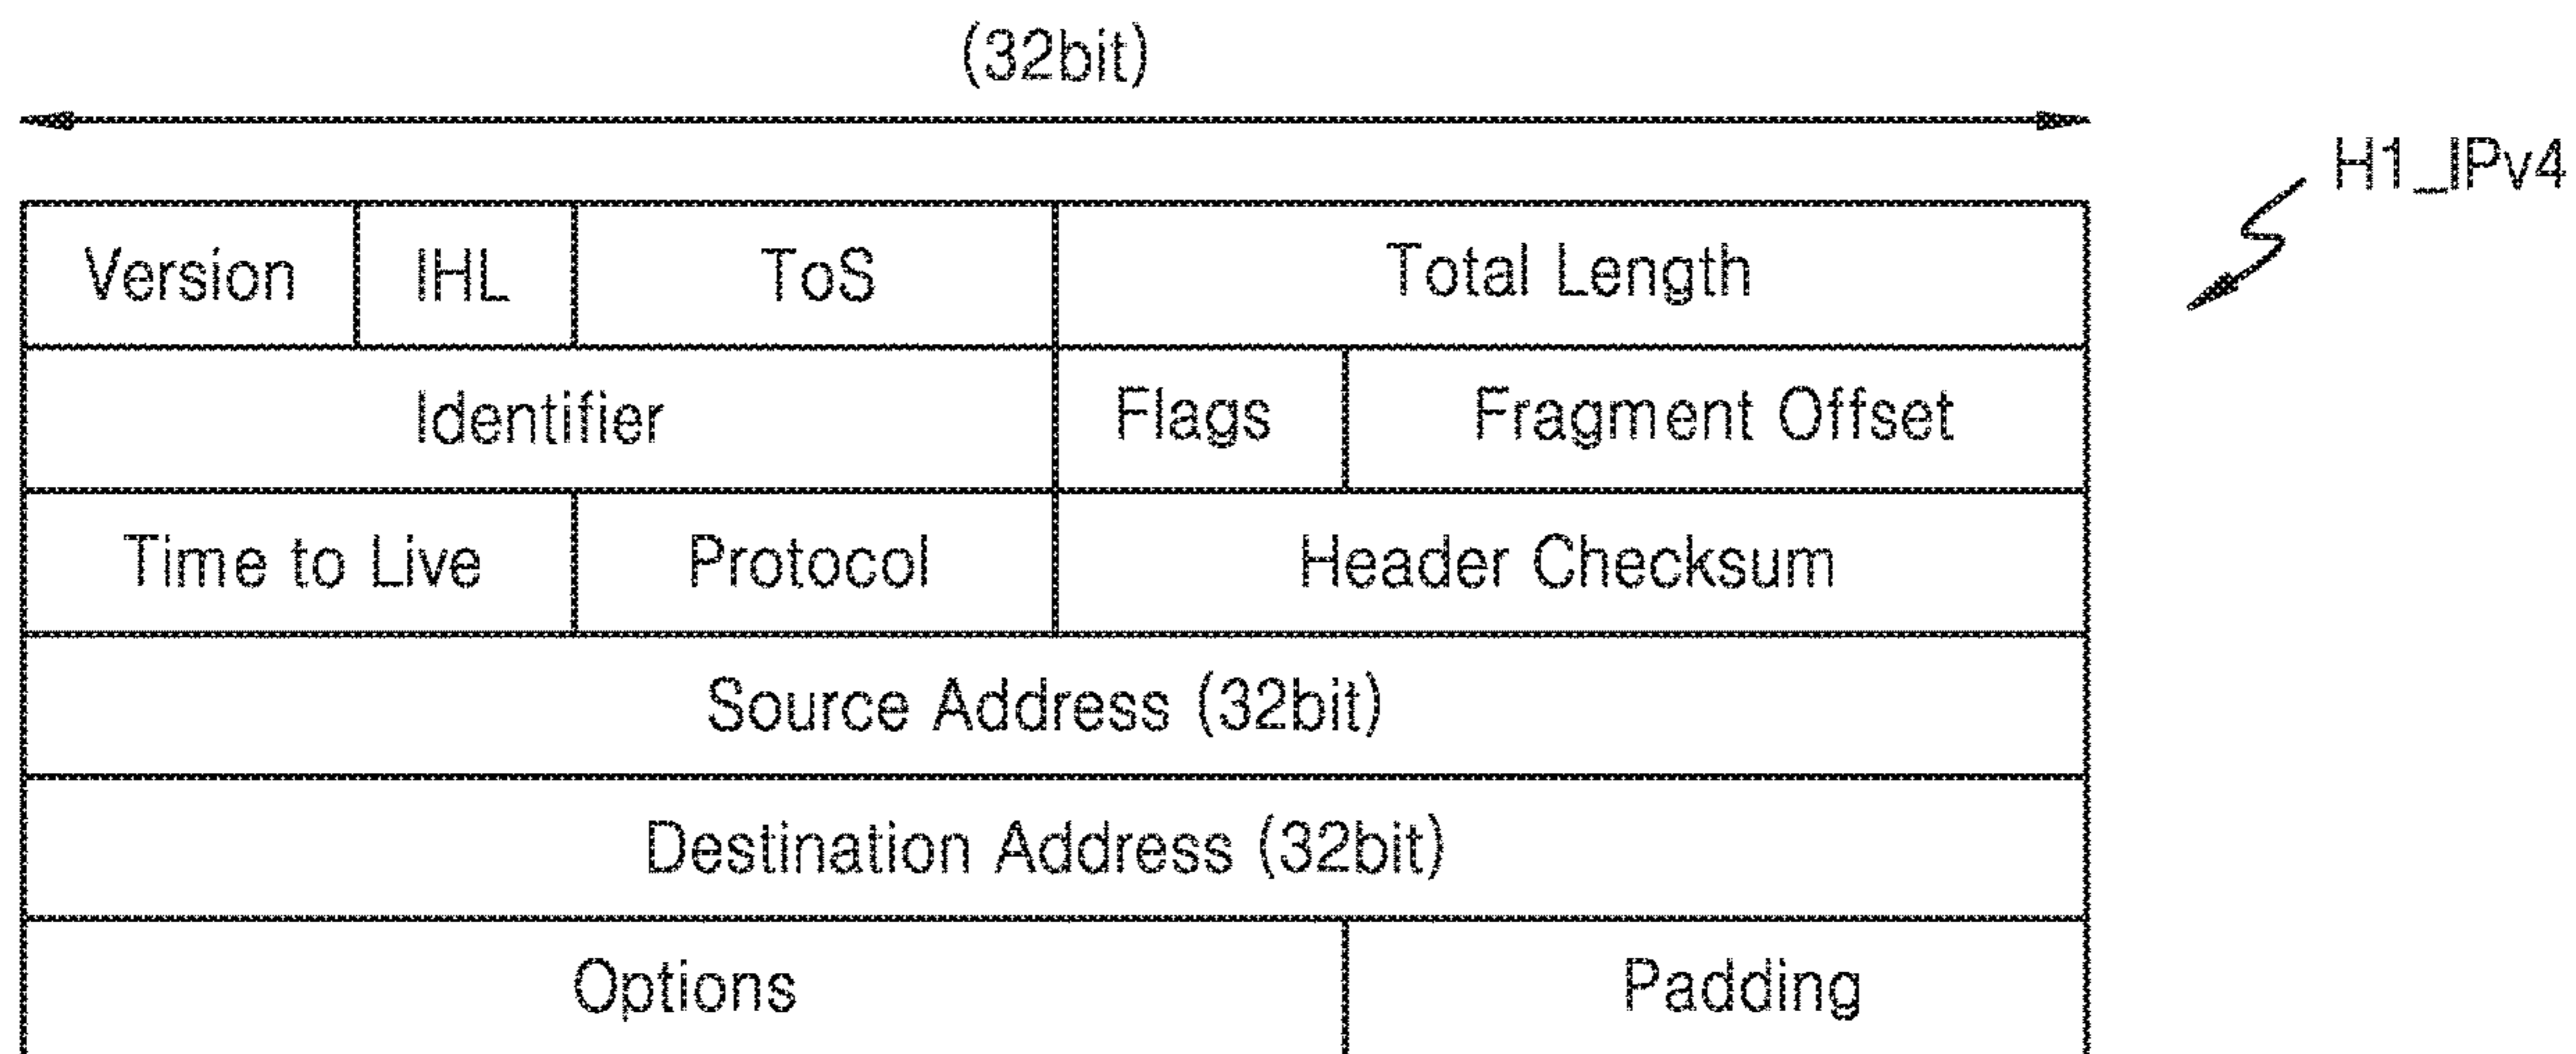 (32bit)
H1_IPv4
Version IHL ToS Total Length
Identifier Flags Fragment Offset
Time to Live Protocol Header Checksum
Source Address (32bit)
Destination Address (32bit)
Options Padding